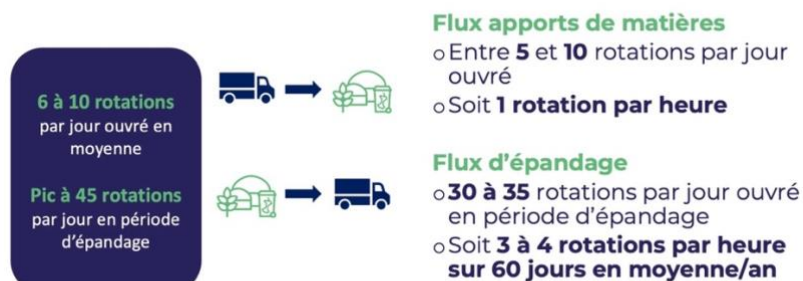 6 à 10 rotations
par jour ouvré en
moyenne
Pic à 45 rotations
par jour en période
d'épandage
Flux apports de matières
o Entre 5 et 10 rotations par jour
ouvré
o Soit 1 rotation par heure
Flux d'épandage
o 30 à 35 rotations par jour ouvré
en période d'épandage
o Soit 3 à 4 rotations par heure
sur 60 jours en moyenne/an